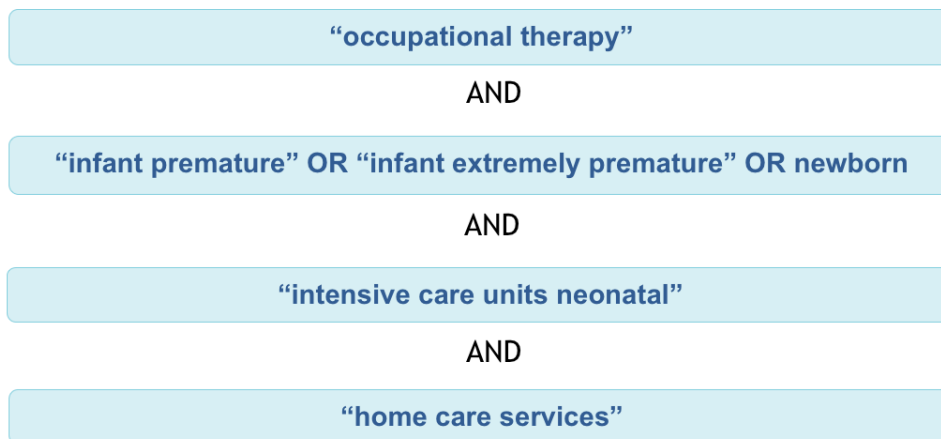 “occupational therapy”
AND
“infant premature” OR “infant extremely premature” OR newborn
AND
“intensive care units neonatal”
AND
“home care services”